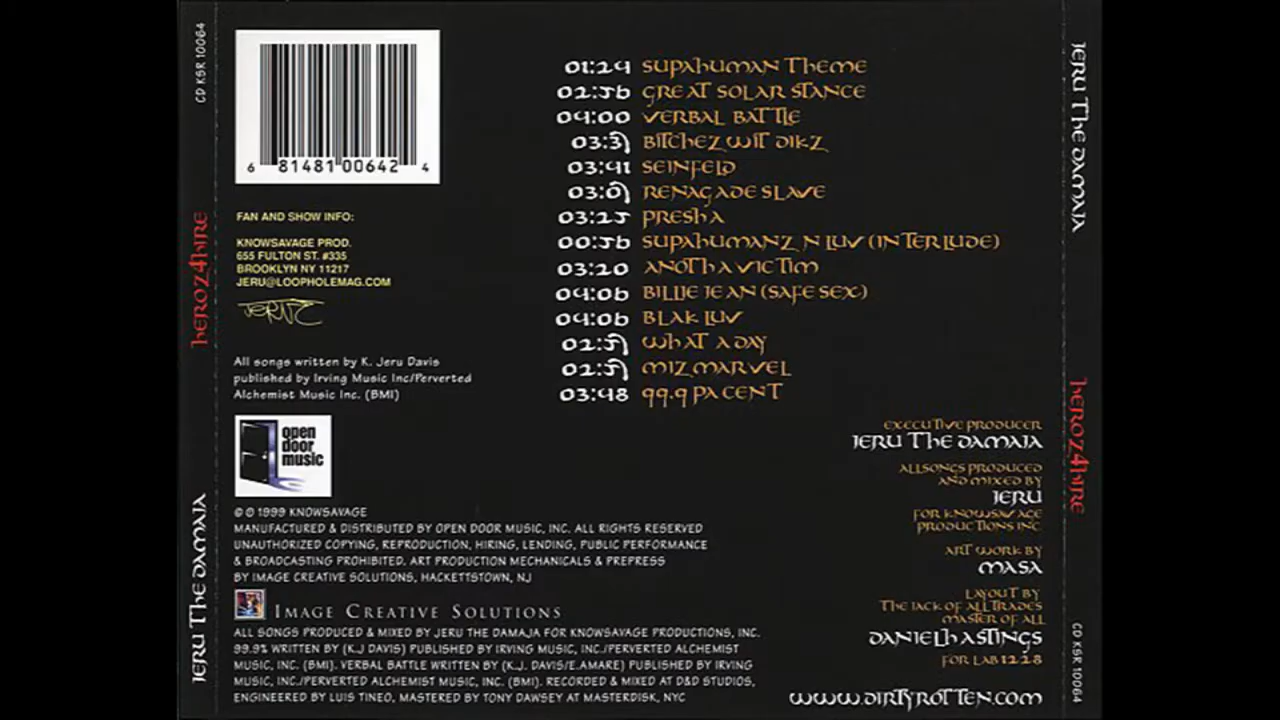 CD KSR 10064
HEROZ4HIRE
JERU THE DAMAJA
6 81481 00642 4
FAN AND SHOW INFO:
KNOWSAVAGE PROD.
655 FULTON ST. #335
BROOKLYN NY 11217
JERU@LOOPHOLEMAG.COM
All songs written by K. Jeru Davis
published by Irving Music Inc/Perverted
Alchemist Music Inc. (BMI)
open
door
music
01:24 SUPAHUMAN THEME
02:56 GREAT SOLAR STANCE
04:00 VERBAL BATTLE
03:37 BITCHEZ WIT DIKZ
03:41 SEINFELD
03:07 RENAGADE SLAVE
03:25 PRESHA
00:56 SUPAHUMANZ N LUV (INTERLUDE)
03:20 ANOTHA VICTIM
04:06 BILLIE JEAN (SAFE SEX)
04:06 BLAK LUV
02:57 WHAT A DAY
02:57 MIZ MARVEL
03:48 99.9 PACENT
© ℗ 1999 KNOWSAVAGE
MANUFACTURED & DISTRIBUTED BY OPEN DOOR MUSIC, INC. ALL RIGHTS RESERVED
UNAUTHORIZED COPYING, REPRODUCTION, HIRING, LENDING, PUBLIC PERFORMANCE
& BROADCASTING PROHIBITED. ART PRODUCTION MECHANICALS & PREPRESS
BY IMAGE CREATIVE SOLUTIONS, HACKETTSTOWN, NJ
IMAGE CREATIVE SOLUTIONS
ALL SONGS PRODUCED & MIXED BY JERU THE DAMAJA FOR KNOWSAVAGE PRODUCTIONS, INC.
99.9% WRITTEN BY (K.J DAVIS) PUBLISHED BY IRVING MUSIC, INC./PERVERTED ALCHEMIST
MUSIC, INC. (BMI). VERBAL BATTLE WRITTEN BY (K.J. DAVIS/E.AMARE) PUBLISHED BY IRVING
MUSIC, INC./PERVERTED ALCHEMIST MUSIC, INC. (BMI). RECORDED & MIXED AT D&D STUDIOS,
ENGINEERED BY LUIS TINEO, MASTERED BY TONY DAWSEY AT MASTERDISK, NYC
EXECUTIVE PRODUCER
JERU THE DAMAJA
ALLSONGS PRODUCED
AND MIXED BY
JERU
FOR KNOWSAVAGE
PRODUCTIONS INC
ART WORK BY
MASA
LAYOUT BY
THE JACK OF ALLTRADES
MASTER OF ALL
DANIEL HASTINGS
FOR LAB 1228
WWW.DIRTYROTTEN.COM
JERU THE DAMAJA
HEROZ4HIRE
CD KSR 10064